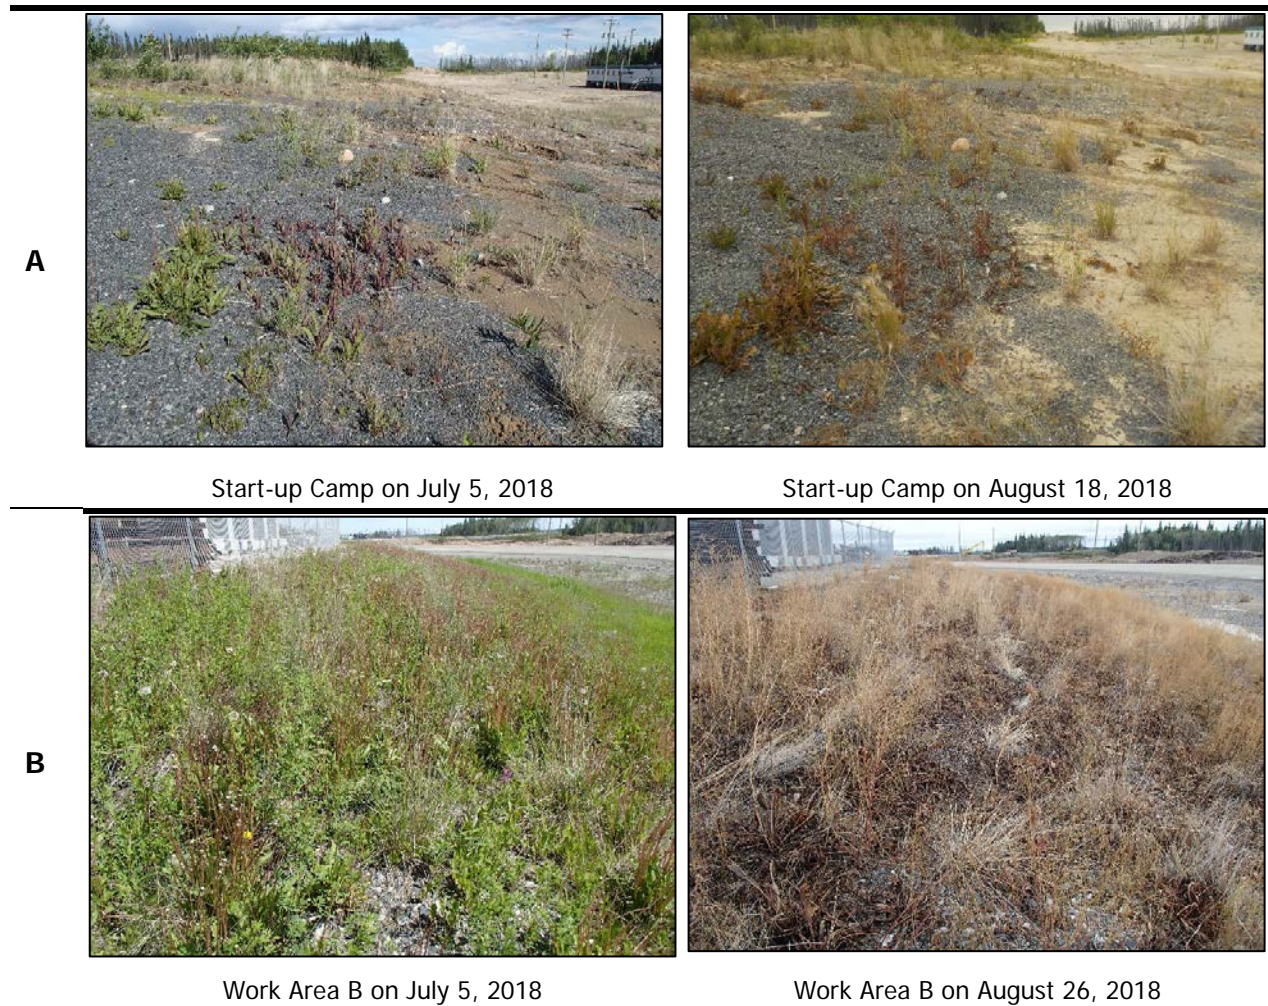 A
Start-up Camp on July 5, 2018
Start-up Camp on August 18, 2018
B
Work Area B on July 5, 2018
Work Area B on August 26, 2018